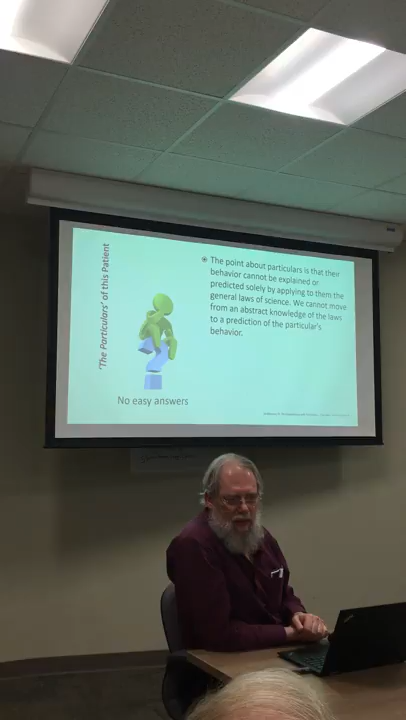 'The Particulars' of this Patient
The point about particulars is that their
behavior cannot be explained or
predicted solely by applying to them the
general laws of science. We cannot move
from an abstract knowledge of the laws
to a prediction of the particular's
behavior.
No easy answers